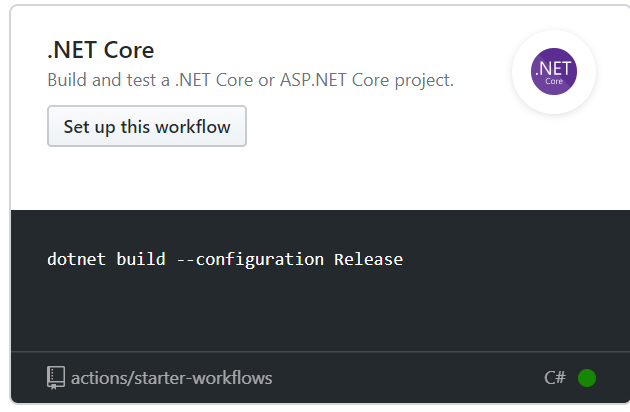 .NET Core
Build and test a .NET Core or ASP.NET Core project.
.NET
Core
Set up this workflow
dotnet build --configuration Release
actions/starter-workflows
C#